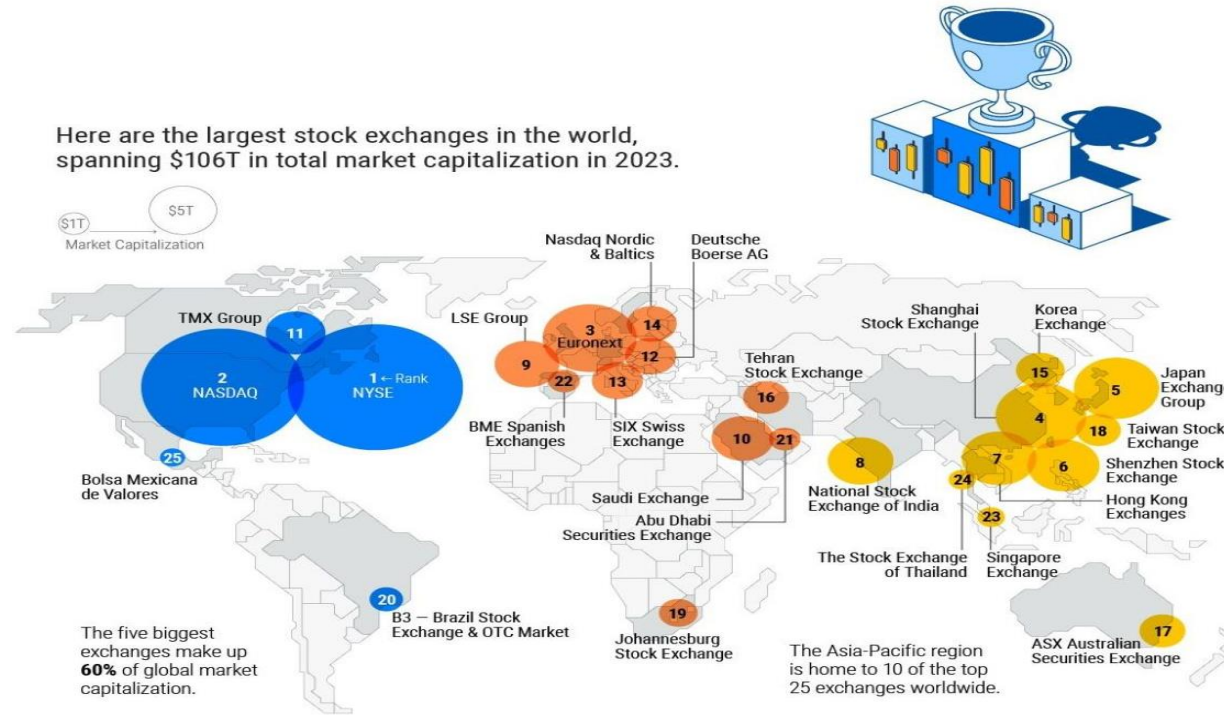 Here are the largest stock exchanges in the world,
spanning $106T in total market capitalization in 2023.
$1T
$5T
Market Capitalization
TMX Group
11
2
NASDAQ
1 ← Rank
NYSE
25
Bolsa Mexicana
de Valores
20
B3 — Brazil Stock
Exchange & OTC Market
Nasdaq Nordic
& Baltics
Deutsche
Boerse AG
LSE Group
3
Euronext
14
9
12
22
13
BME Spanish
Exchanges
SIX Swiss
Exchange
Tehran
Stock Exchange
16
10
21
Saudi Exchange
Abu Dhabi
Securities Exchange
19
Johannesburg
Stock Exchange
Shanghai
Stock Exchange
Korea
Exchange
15
5
Japan
Exchange
Group
4
18
Taiwan Stock
Exchange
8
National Stock
Exchange of India
7
6
Shenzhen Stock
Exchange
24
Hong Kong
Exchanges
23
The Stock Exchange
of Thailand
Singapore
Exchange
17
ASX Australian
Securities Exchange
The five biggest
exchanges make up
60% of global market
capitalization.
The Asia-Pacific region
is home to 10 of the top
25 exchanges worldwide.